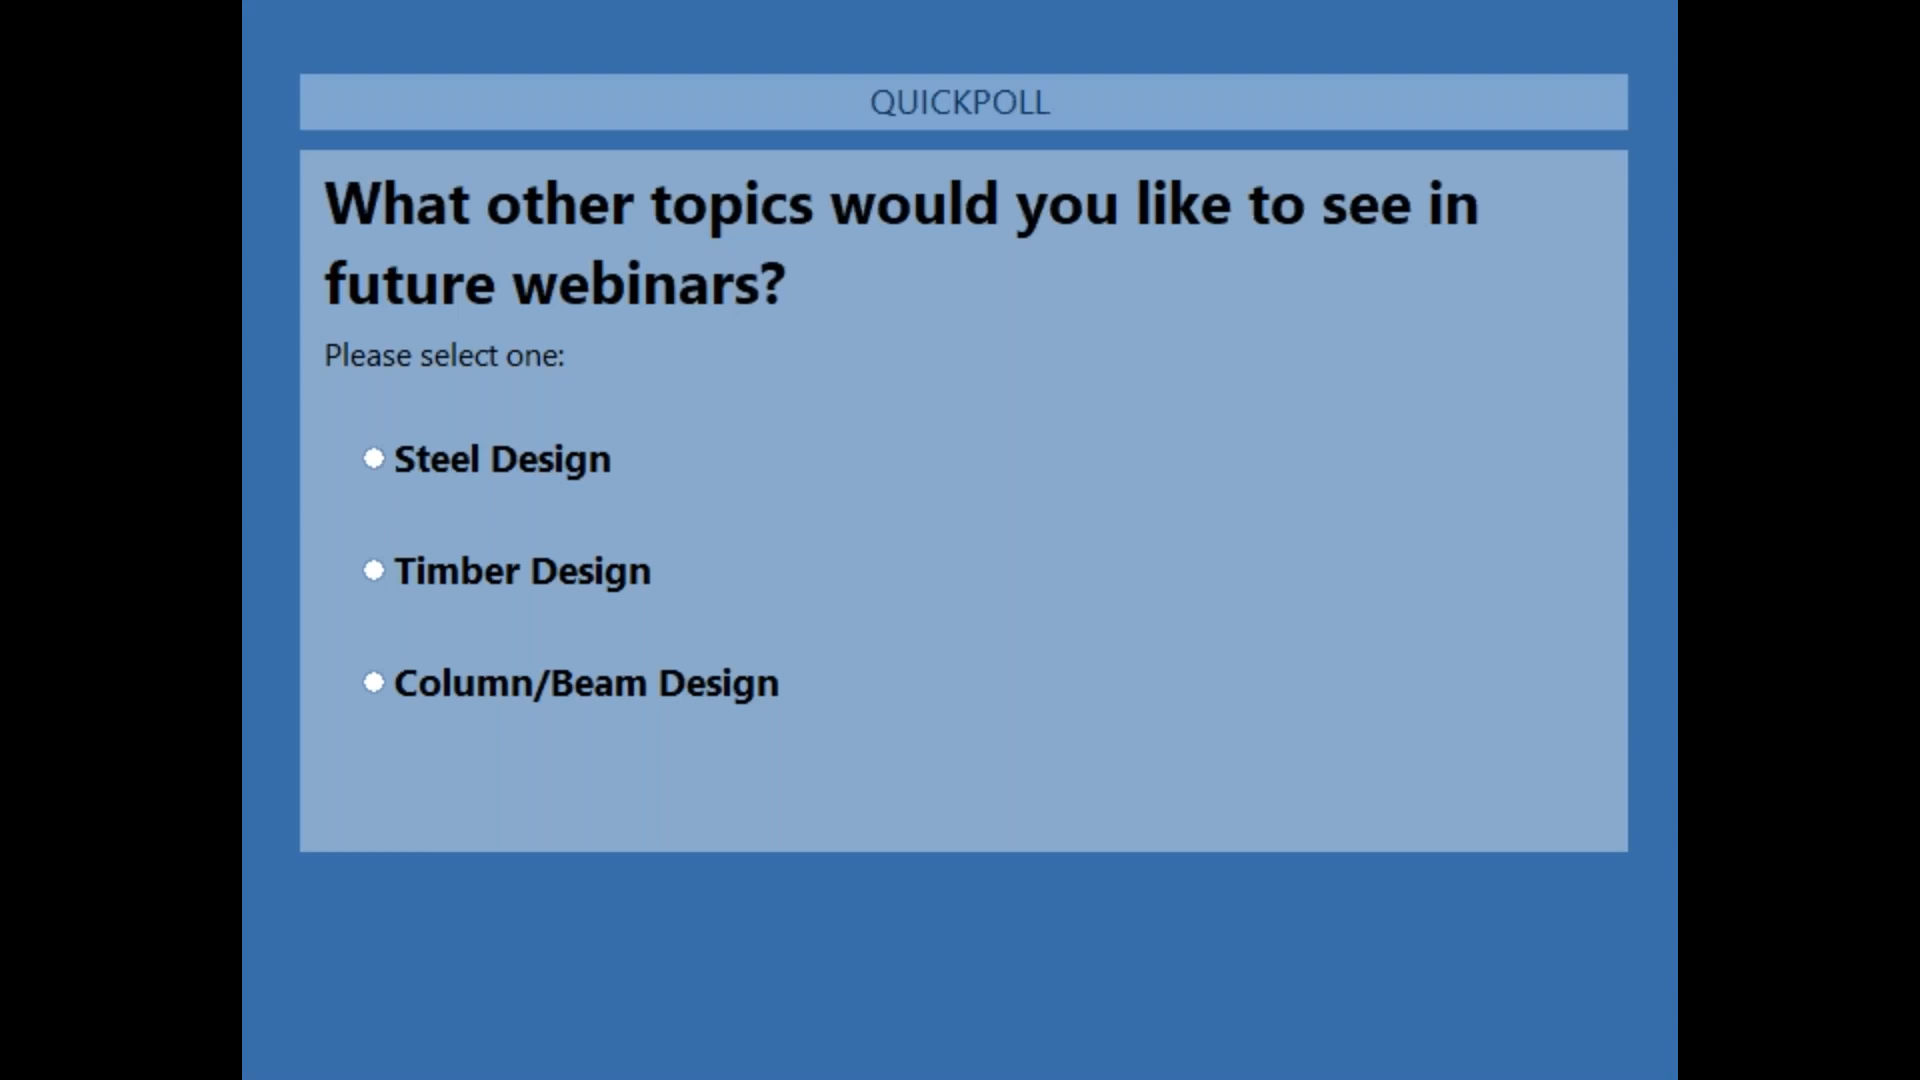 QUICKPOLL
What other topics would you like to see in
future webinars?
Please select one:
Steel Design
Timber Design
Column/Beam Design